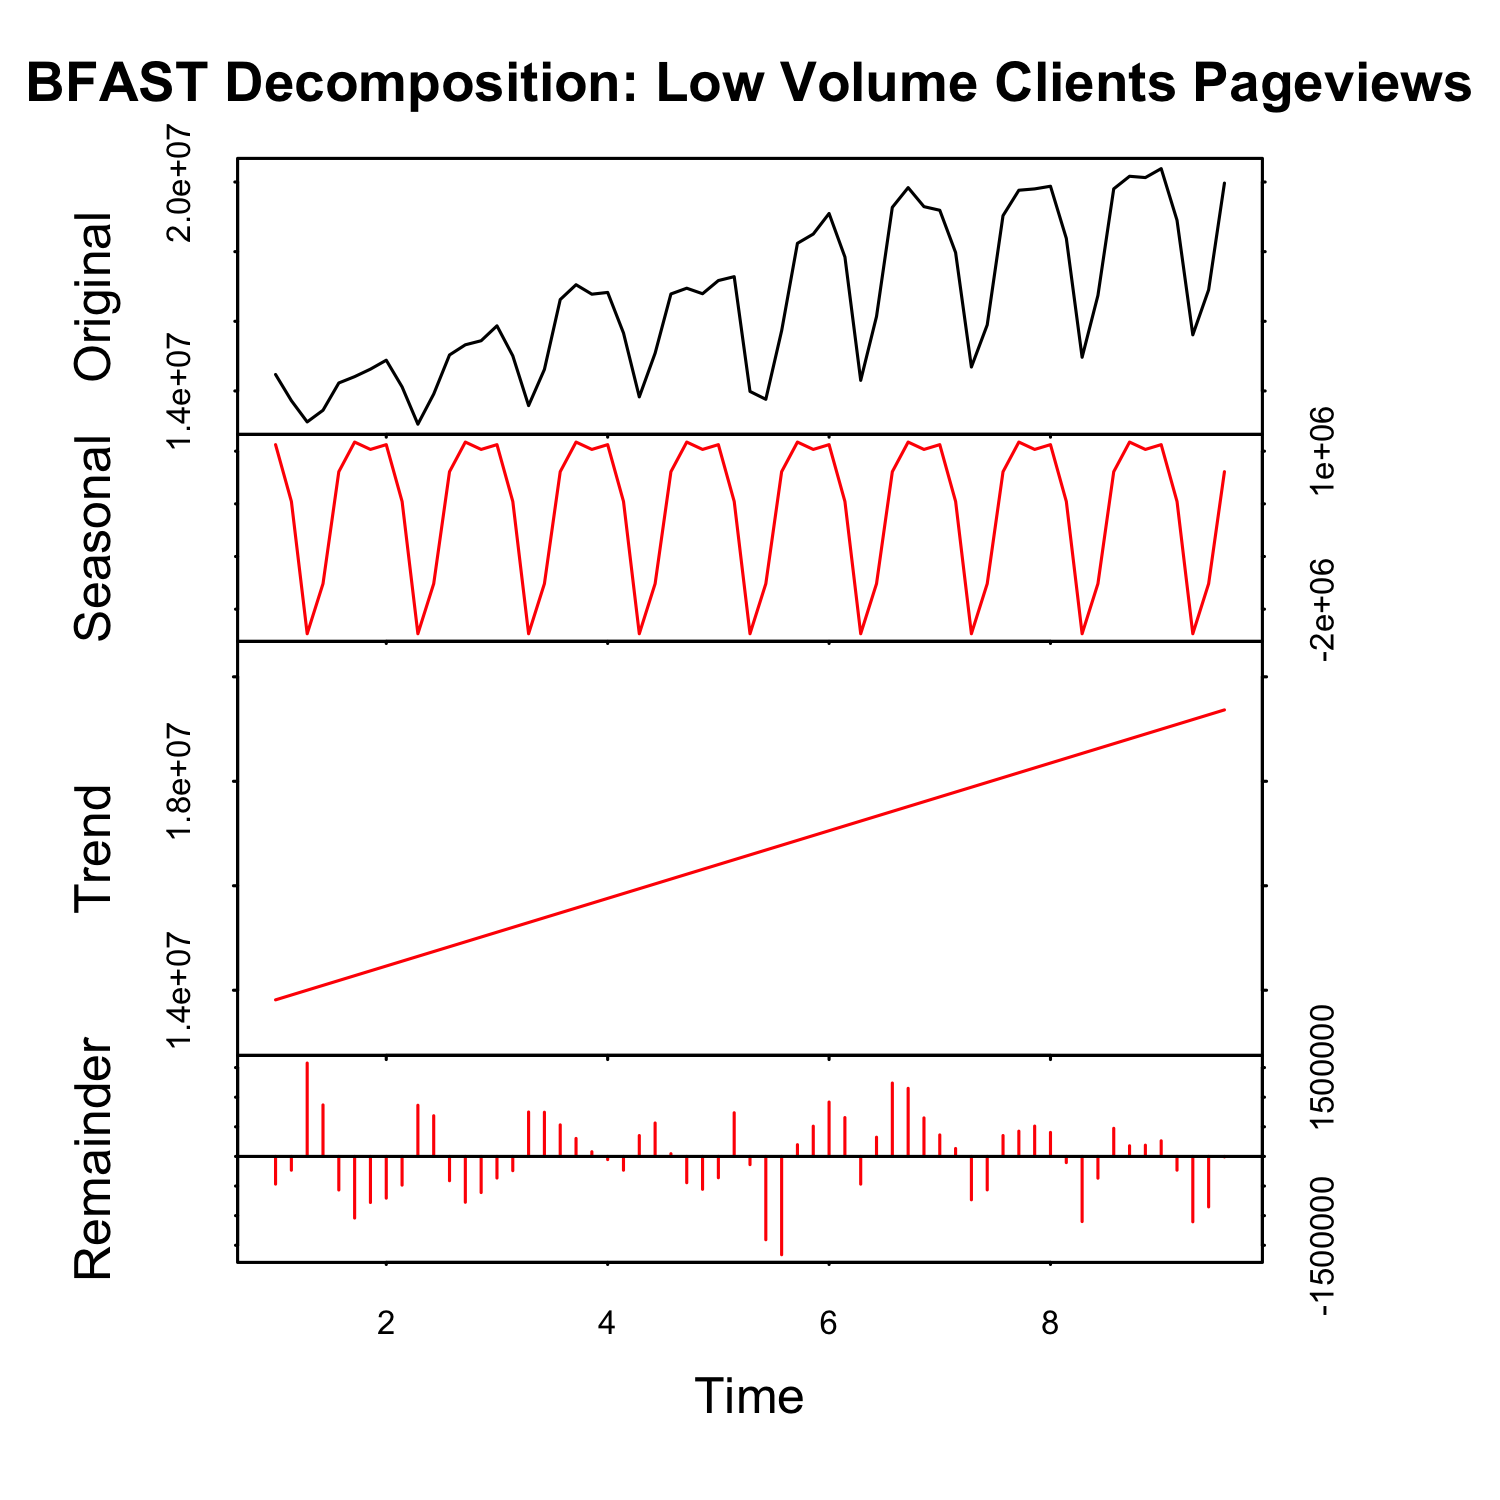 BFAST Decomposition: Low Volume Clients Pageviews
Original
1.4e+07
2.0e+07
Seasonal
-2e+06
1e+06
Trend
1.4e+07
1.8e+07
Remainder
-1500000
1500000
2 4 6 8
Time